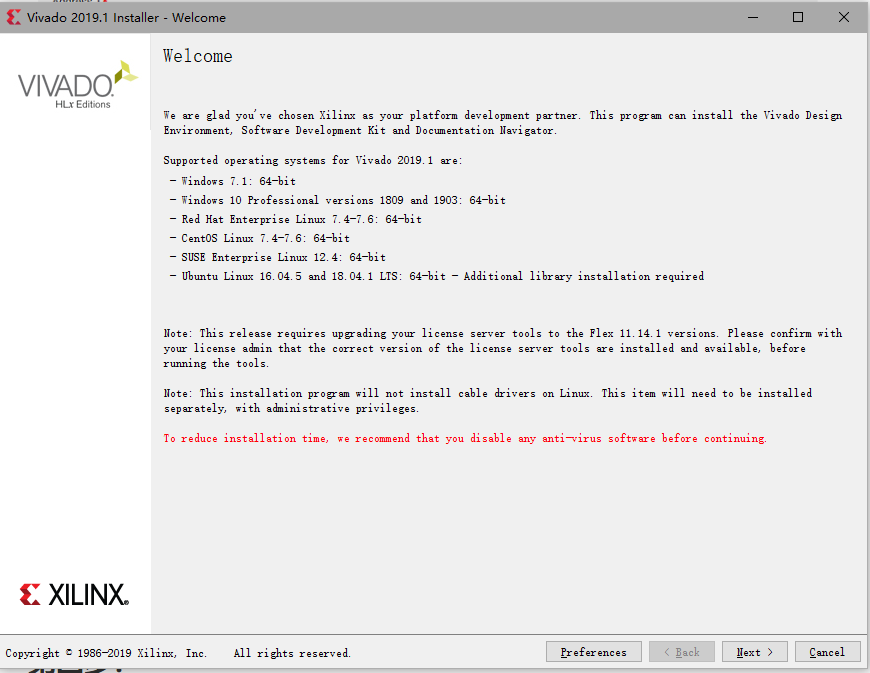 Vivado 2019.1 Installer - Welcome
Welcome
VIVADO.
HLx Editions
We are glad you've chosen Xilinx as your platform development partner. This program can install the Vivado Design
Environment, Software Development Kit and Documentation Navigator.
Supported operating systems for Vivado 2019.1 are:
- Windows 7.1: 64-bit
- Windows 10 Professional versions 1809 and 1903: 64-bit
- Red Hat Enterprise Linux 7.4-7.6: 64-bit
- CentOS Linux 7.4-7.6: 64-bit
- SUSE Enterprise Linux 12.4: 64-bit
- Ubuntu Linux 16.04.5 and 18.04.1 LTS: 64-bit - Additional library installation required
Note: This release requires upgrading your license server tools to the Flex 11.14.1 versions. Please confirm with
your license admin that the correct version of the license server tools are installed and available, before
running the tools.
Note: This installation program will not install cable drivers on Linux. This item will need to be installed
separately, with administrative privileges.
To reduce installation time, we recommend that you disable any anti-virus software before continuing.
XILINX®
Copyright © 1986-2019 Xilinx, Inc. All rights reserved.
Preferences
< Back
Next >
Cancel